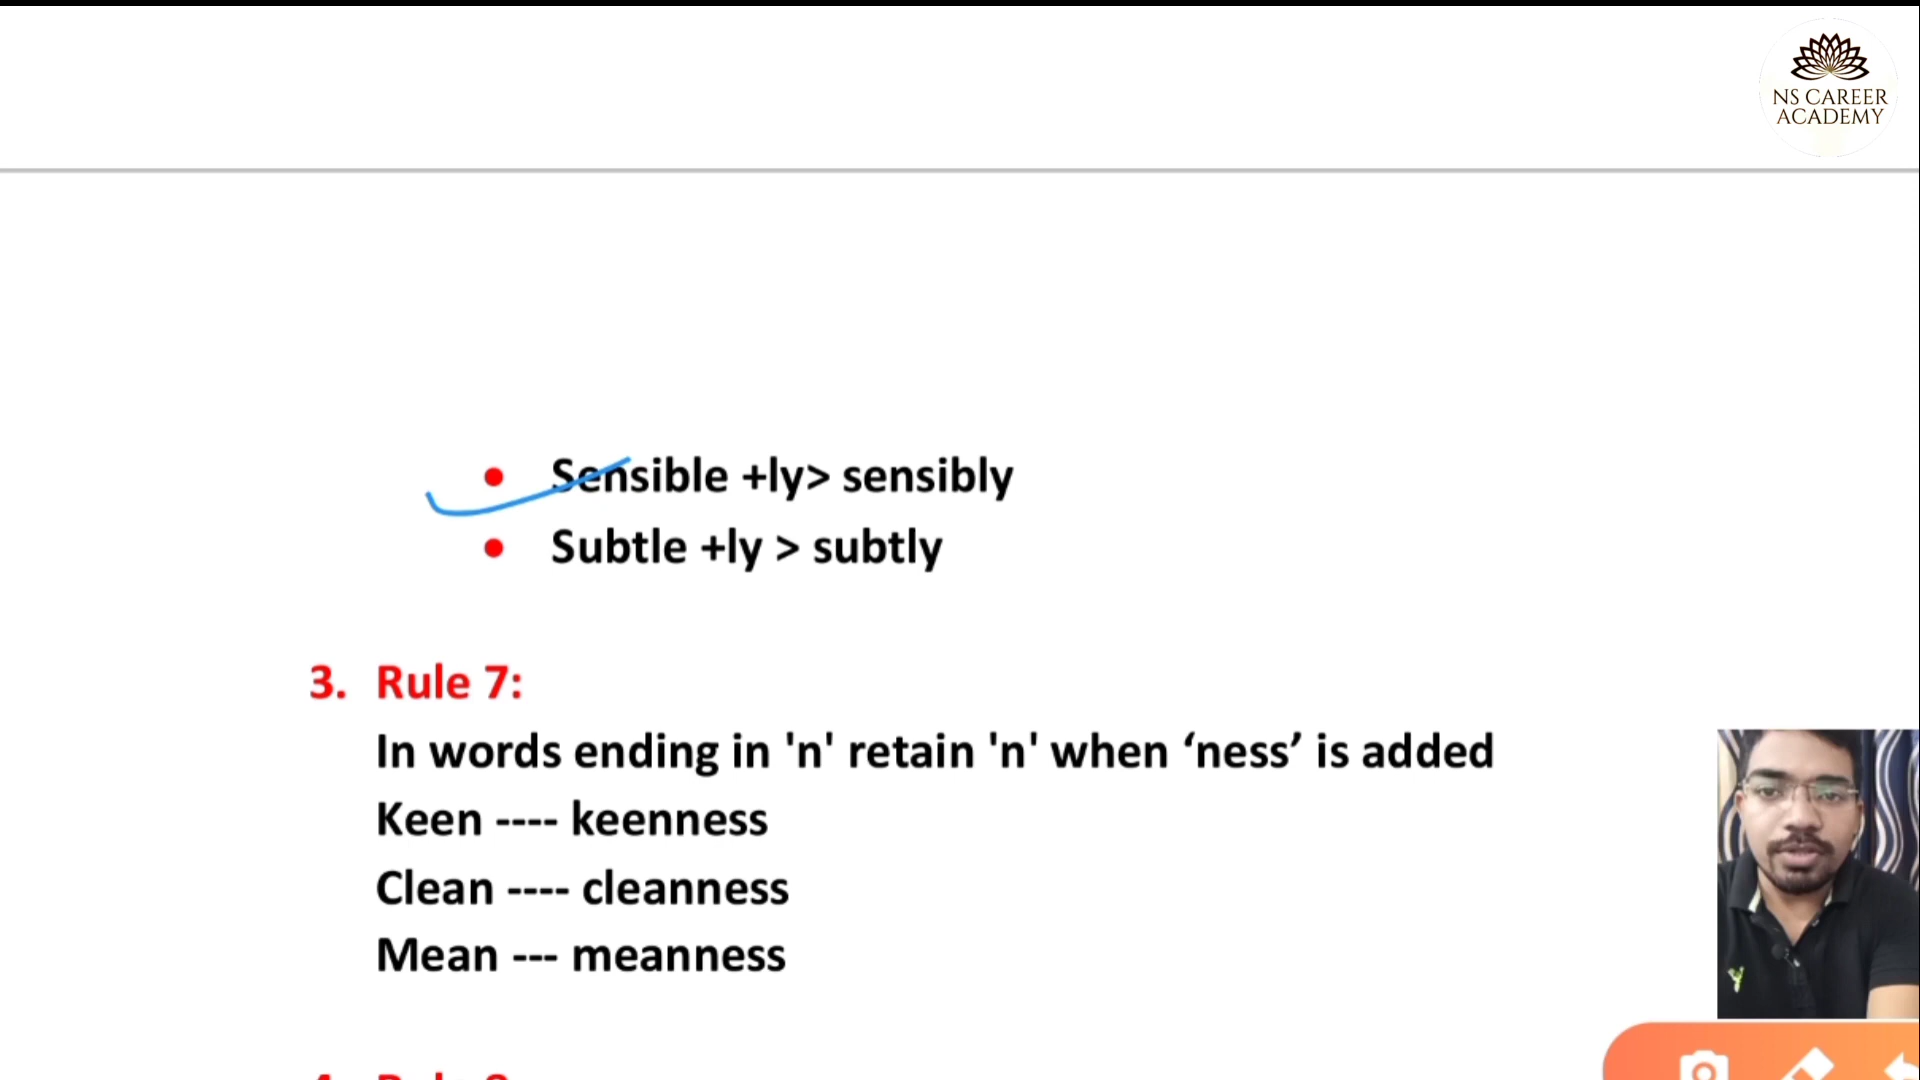 NS CAREER
ACADEMY
• Sensible +ly> sensibly
• Subtle +ly > subtly
3. Rule 7:
In words ending in 'n' retain 'n' when ‘ness’ is added
Keen ---- keenness
Clean ---- cleanness
Mean --- meanness